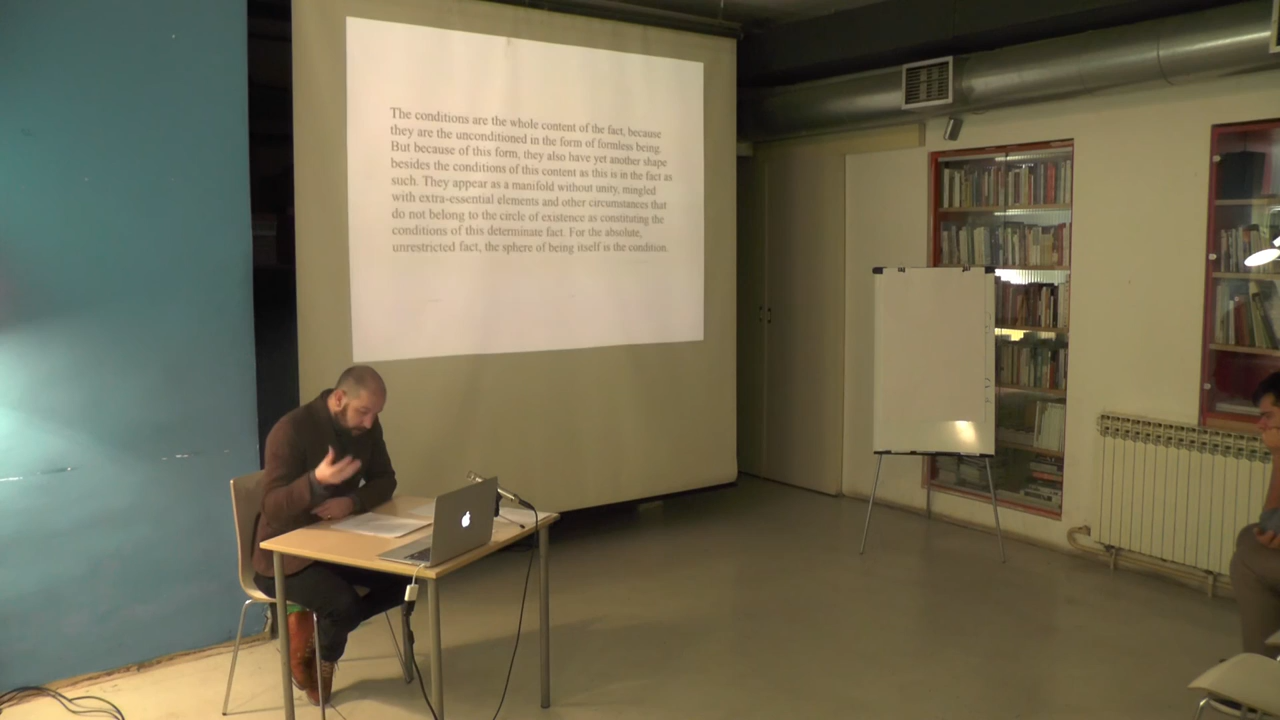 The conditions are the whole content of the fact, because
they are the unconditioned in the form of formless being.
But because of this form, they also have yet another shape
besides the conditions of this content as this is in the fact as
such. They appear as a manifold without unity, mingled
with extra-essential elements and other circumstances that
do not belong to the circle of existence as constituting the
conditions of this determinate fact. For the absolute,
unrestricted fact, the sphere of being itself is the condition.